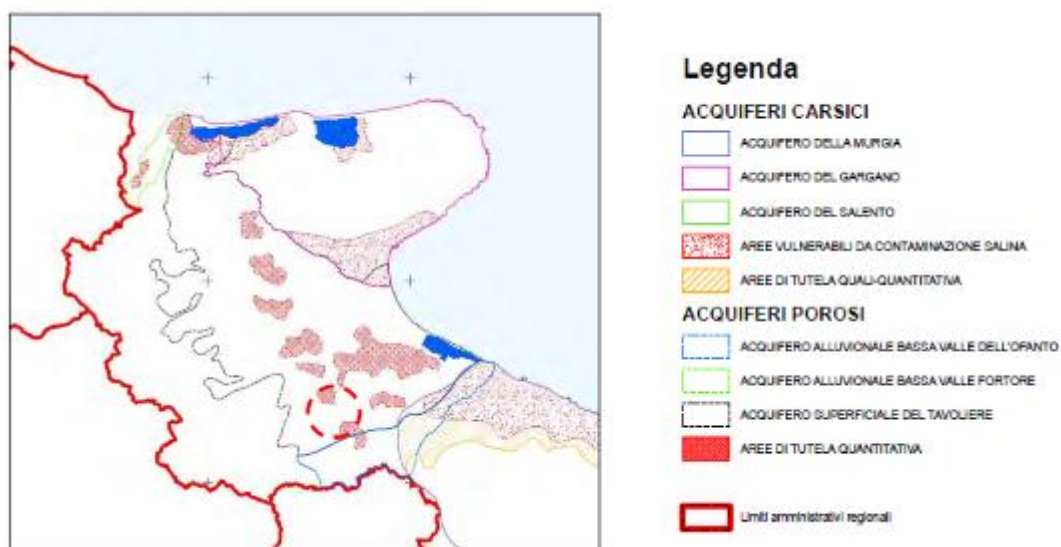 Legenda
ACQUIFERI CARSICI
ACQUIFERO DELLA MURGIA
ACQUIFERO DEL GARGANO
ACQUIFERO DEL SALENTO
AREE VULNERABILI DA CONTAMINAZIONE SALINA
AREE DI TUTELA QUALI-QUANTITATIVA
ACQUIFERI POROSI
ACQUIFERO ALLUVIONALE BASSA VALLE DELL'OFANTO
ACQUIFERO ALLUVIONALE BASSA VALLE FORTORE
ACQUIFERO SUPERFICIALE DEL TAVOLIERE
AREE DI TUTELA QUANTITATIVA
Limiti amministrativi regionali